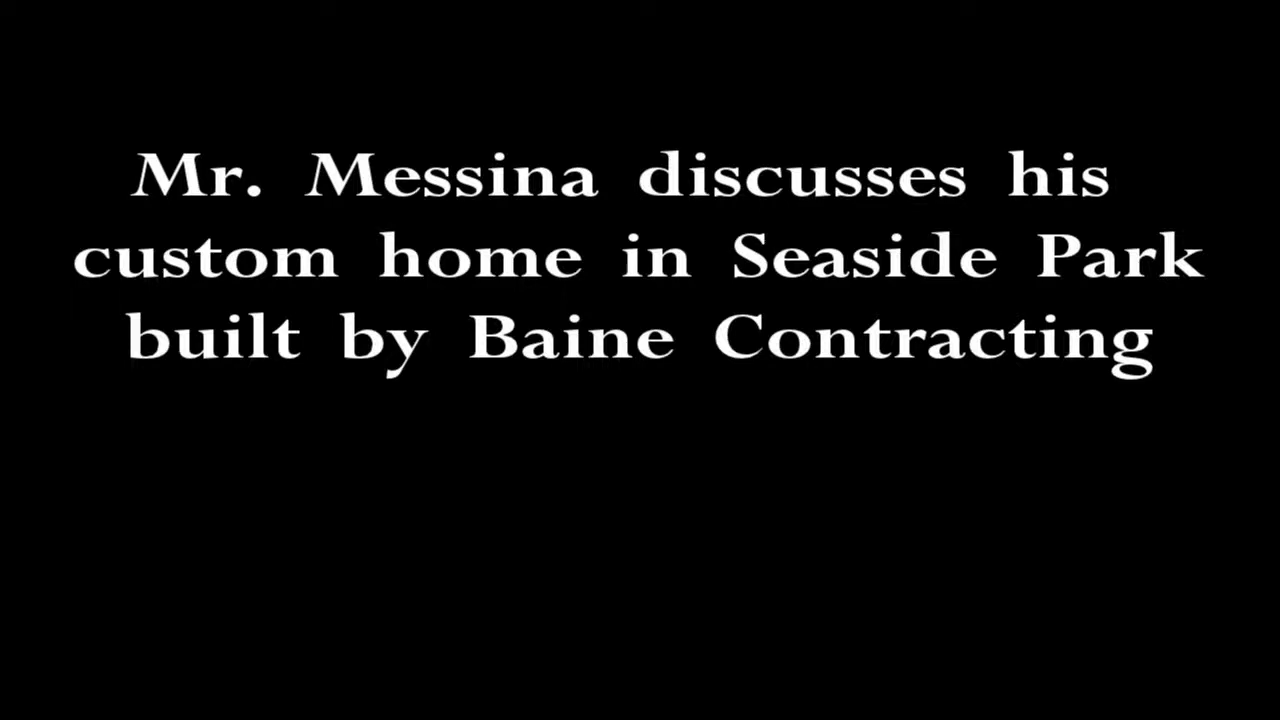 Mr. Messina discusses his
custom home in Seaside Park
built by Baine Contracting